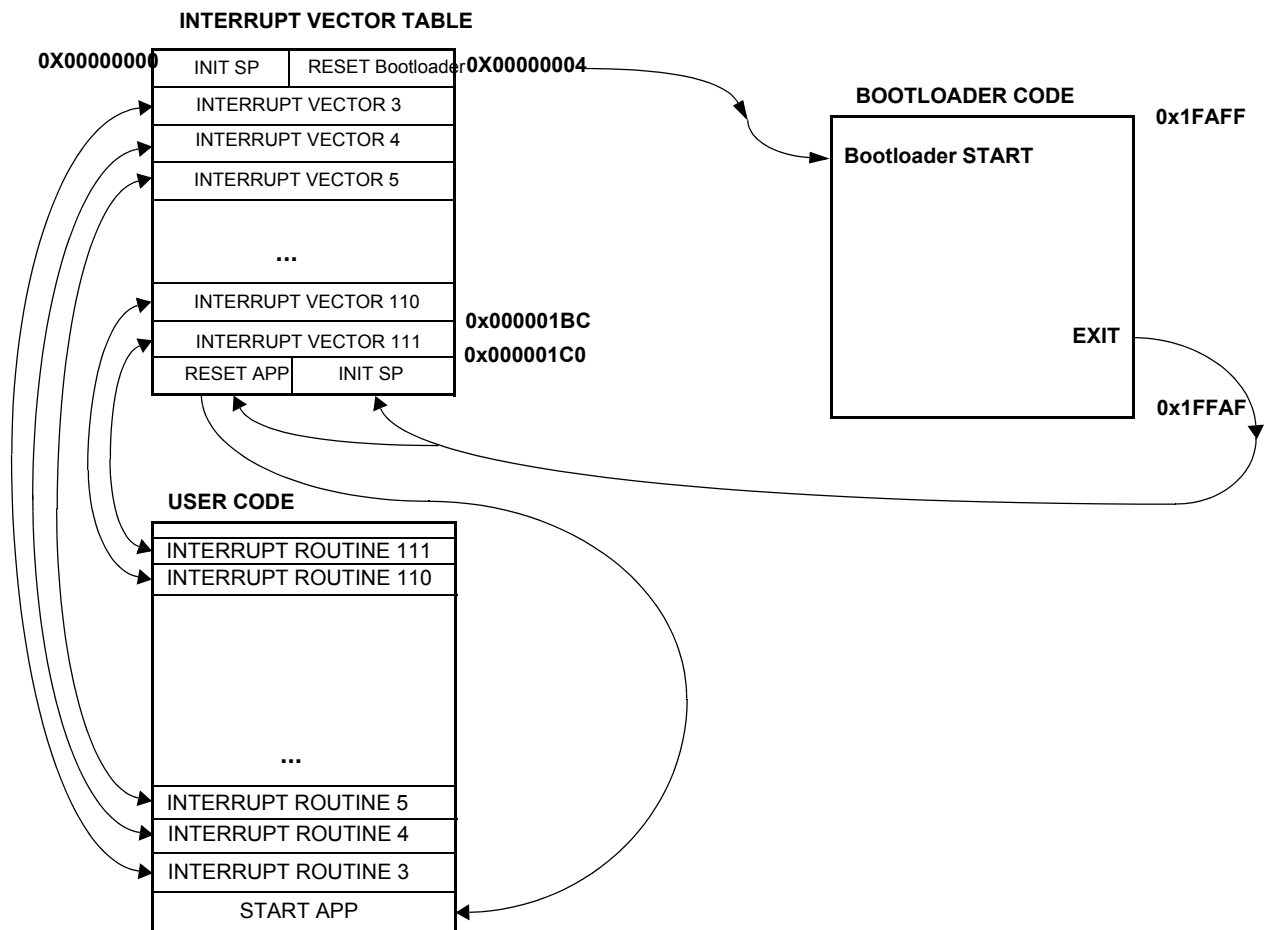 INTERRUPT VECTOR TABLE
0X00000000
INIT SP
RESET Bootloader
0X00000004
INTERRUPT VECTOR 3
INTERRUPT VECTOR 4
INTERRUPT VECTOR 5
...
INTERRUPT VECTOR 110
0x000001BC
INTERRUPT VECTOR 111
0x000001C0
RESET APP
INIT SP
BOOTLOADER CODE
0x1FAFF
Bootloader START
EXIT
0x1FFAF
USER CODE
INTERRUPT ROUTINE 111
INTERRUPT ROUTINE 110
...
INTERRUPT ROUTINE 5
INTERRUPT ROUTINE 4
INTERRUPT ROUTINE 3
START APP